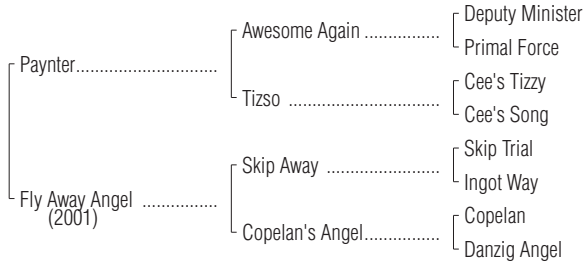 Deputy Minister
Awesome Again ................
Primal Force
Paynter..............................
Cee's Tizzy
Tizso ................................
Cee's Song
Skip Trial
Skip Away ........................
Ingot Way
Fly Away Angel ................
(2001)
Copelan
Copelan's Angel................
Danzig Angel